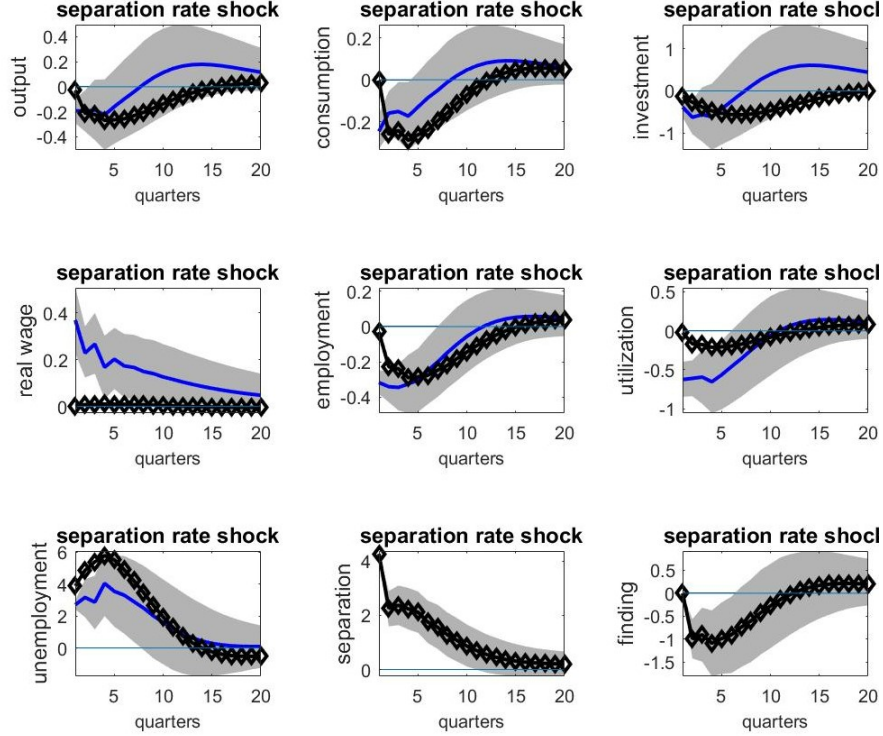 separation rate shock
output
0.4
0.2
0
-0.2
-0.4
5 10 15 20
quarters
separation rate shock
consumption
0.2
0
-0.2
5 10 15 20
quarters
separation rate shock
investment
1
0
-1
5 10 15 20
quarters
separation rate shock
real wage
0.4
0.2
0
5 10 15 20
quarters
separation rate shock
employment
0.2
0
-0.2
-0.4
5 10 15 20
quarters
separation rate shock
utilization
0.5
0
-0.5
-1
5 10 15 20
quarters
separation rate shock
unemployment
6
4
2
0
5 10 15 20
quarters
separation rate shock
separation
4
2
0
5 10 15 20
quarters
separation rate shock
finding
0.5
0
-0.5
-1
-1.5
5 10 15 20
quarters